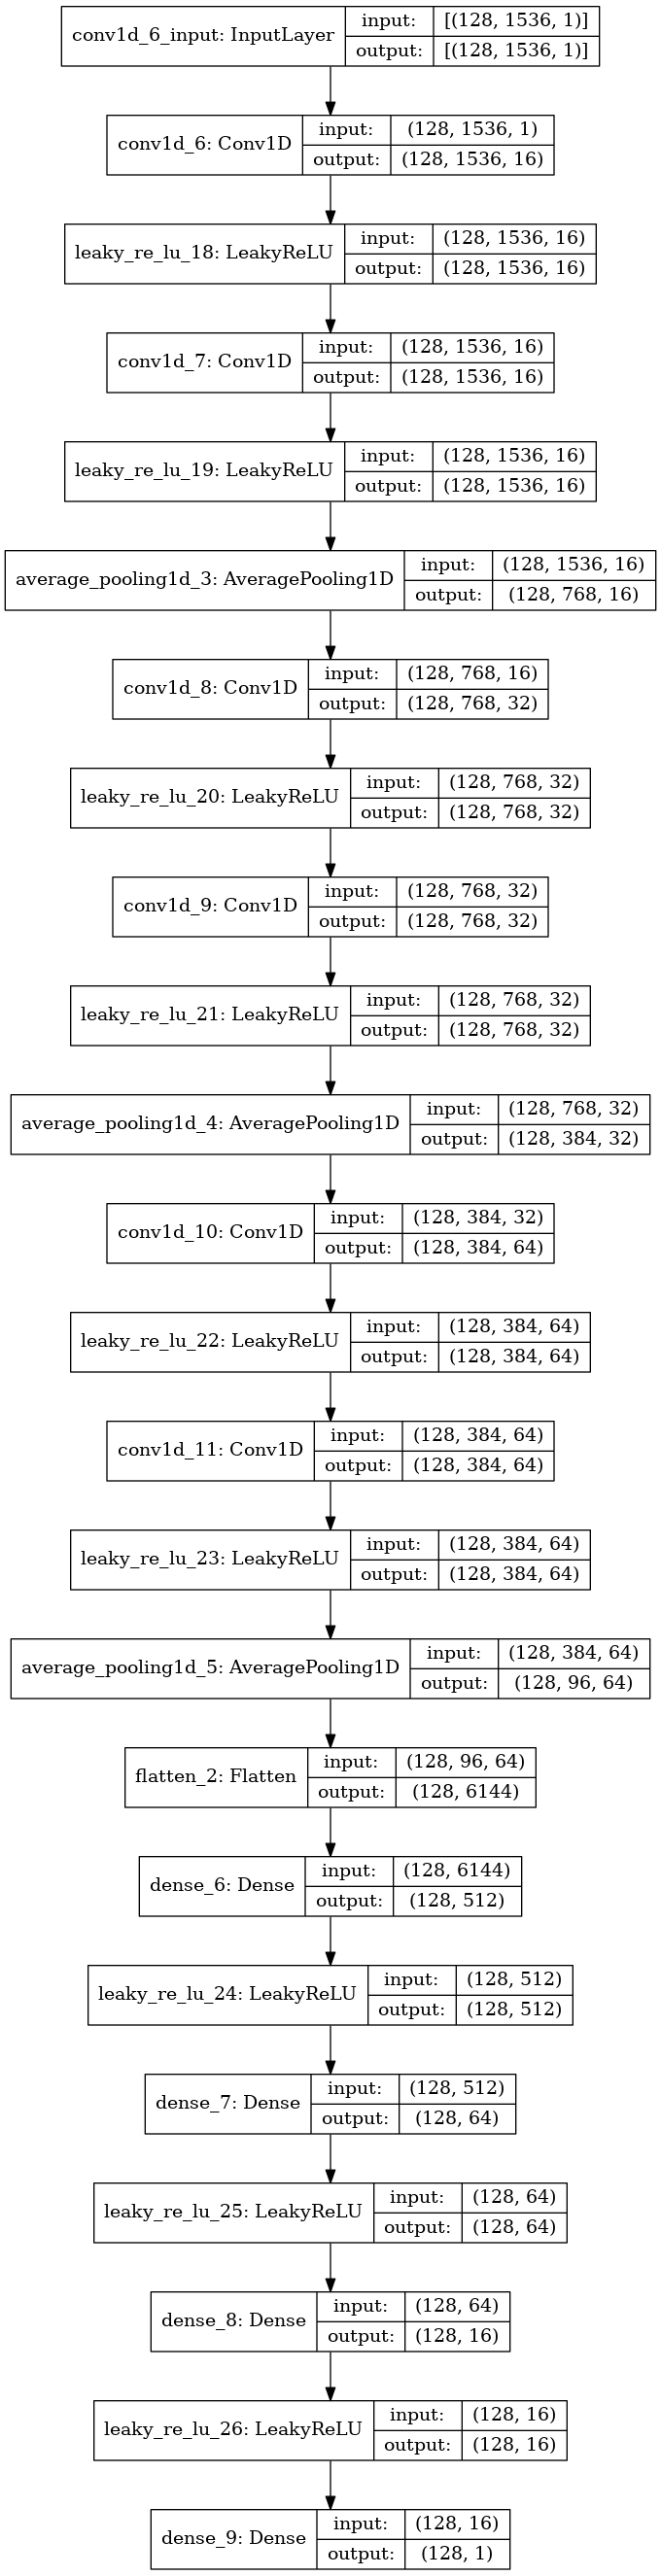 conv1d_6_input: InputLayer
input: [(128, 1536, 1)]
output: [(128, 1536, 1)]
conv1d_6: Conv1D
input: (128, 1536, 1)
output: (128, 1536, 16)
leaky_re_lu_18: LeakyReLU
input: (128, 1536, 16)
output: (128, 1536, 16)
conv1d_7: Conv1D
input: (128, 1536, 16)
output: (128, 1536, 16)
leaky_re_lu_19: LeakyReLU
input: (128, 1536, 16)
output: (128, 1536, 16)
average_pooling1d_3: AveragePooling1D
input: (128, 1536, 16)
output: (128, 768, 16)
conv1d_8: Conv1D
input: (128, 768, 16)
output: (128, 768, 32)
leaky_re_lu_20: LeakyReLU
input: (128, 768, 32)
output: (128, 768, 32)
conv1d_9: Conv1D
input: (128, 768, 32)
output: (128, 768, 32)
leaky_re_lu_21: LeakyReLU
input: (128, 768, 32)
output: (128, 768, 32)
average_pooling1d_4: AveragePooling1D
input: (128, 768, 32)
output: (128, 384, 32)
conv1d_10: Conv1D
input: (128, 384, 32)
output: (128, 384, 64)
leaky_re_lu_22: LeakyReLU
input: (128, 384, 64)
output: (128, 384, 64)
conv1d_11: Conv1D
input: (128, 384, 64)
output: (128, 384, 64)
leaky_re_lu_23: LeakyReLU
input: (128, 384, 64)
output: (128, 384, 64)
average_pooling1d_5: AveragePooling1D
input: (128, 384, 64)
output: (128, 96, 64)
flatten_2: Flatten
input: (128, 96, 64)
output: (128, 6144)
dense_6: Dense
input: (128, 6144)
output: (128, 512)
leaky_re_lu_24: LeakyReLU
input: (128, 512)
output: (128, 512)
dense_7: Dense
input: (128, 512)
output: (128, 64)
leaky_re_lu_25: LeakyReLU
input: (128, 64)
output: (128, 64)
dense_8: Dense
input: (128, 64)
output: (128, 16)
leaky_re_lu_26: LeakyReLU
input: (128, 16)
output: (128, 16)
dense_9: Dense
input: (128, 16)
output: (128, 1)